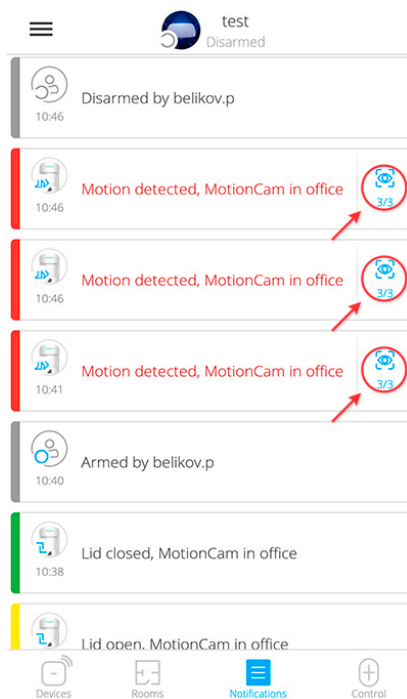 test
Disarmed
Disarmed by belikov.p
10:46
Motion detected, MotionCam in office
3/3
10:46
Motion detected, MotionCam in office
3/3
10:46
Motion detected, MotionCam in office
3/3
10:41
Armed by belikov.p
10:40
Lid closed, MotionCam in office
10:38
Lid open, MotionCam in office
Devices
Rooms
Notifications
Control